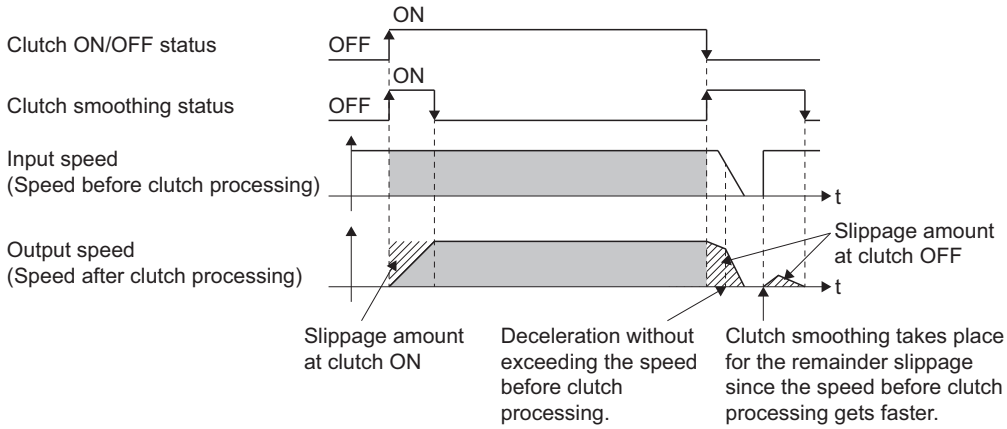 ON
Clutch ON/OFF status
OFF
ON
Clutch smoothing status
OFF
Input speed
(Speed before clutch processing)
t
Output speed
(Speed after clutch processing)
Slippage amount
at clutch OFF
t
Slippage amount
at clutch ON
Deceleration without
exceeding the speed
before clutch
processing.
Clutch smoothing takes place
for the remainder slippage
since the speed before clutch
processing gets faster.